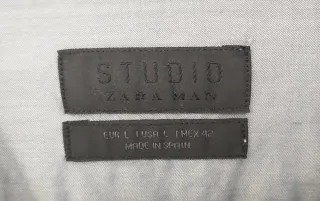 STUDIO
ZARA MAN
EUR L | USA L | MEX 42
MADE IN SPAIN